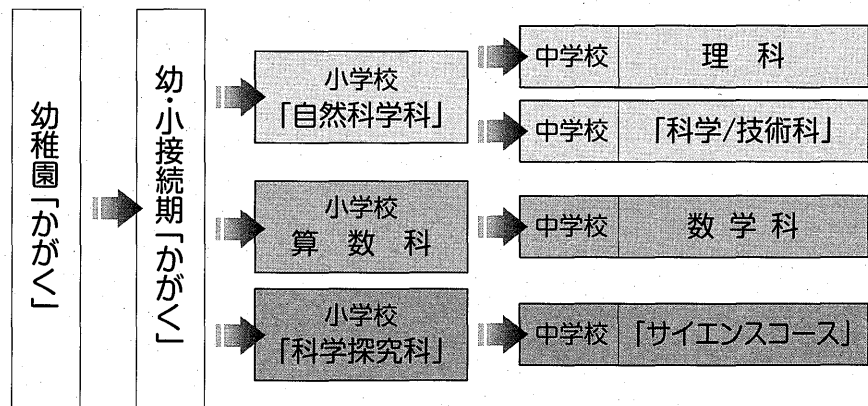 幼稚園「かがく」
幼・小接続期「かがく」
小学校
「自然科学科」
中学校 理科
中学校 「科学/技術科」
小学校
算数科
中学校 数学科
小学校
「科学探究科」
中学校 「サイエンスコース」